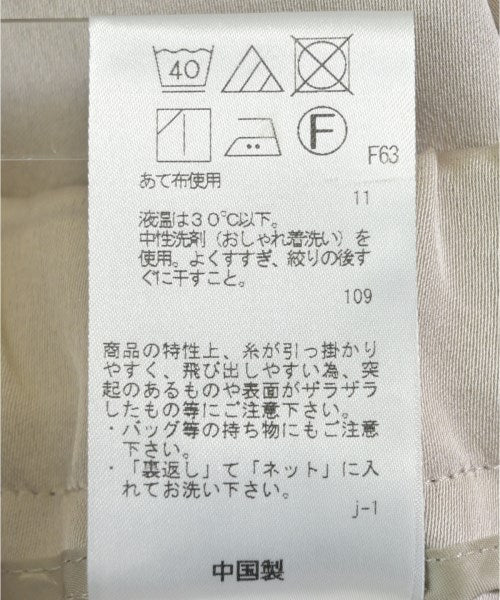 40
F
F63
あて布使用
11
液温は30℃以下。
中性洗剤（おしゃれ着洗い）を
使用。よくすすぎ、絞りの後す
ぐに干すこと。
109
商品の特性上、糸が引っ掛かり
やすく、飛び出しやすい為、突
起のあるものや表面がザラザラ
したもの等にご注意下さい。
・バッグ等の持ち物にもご注意
下さい。
・「裏返し」て「ネット」に入
れてお洗い下さい。
j-1
中国製